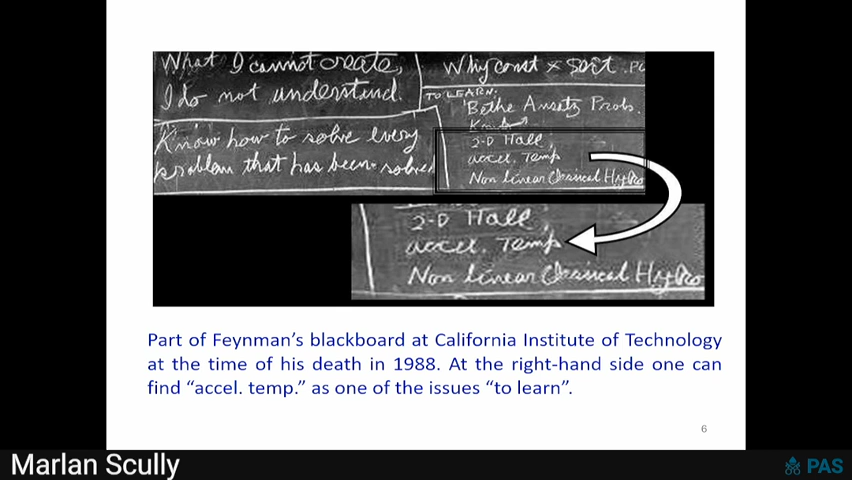 What I cannot create,
I do not understand.
Know how to solve every
problem that has been solved
Why const × sort . PO
TO LEARN.
Bethe Ansatz Probs.
Kondo
2-D Hall
accel. Temp
Non linear Classical Hydro
2-D Hall
accel. Temp
Non linear Classical Hydro
Part of Feynman’s blackboard at California Institute of Technology
at the time of his death in 1988. At the right-hand side one can
find “accel. temp.” as one of the issues “to learn”.
6
Marlan Scully
PAS